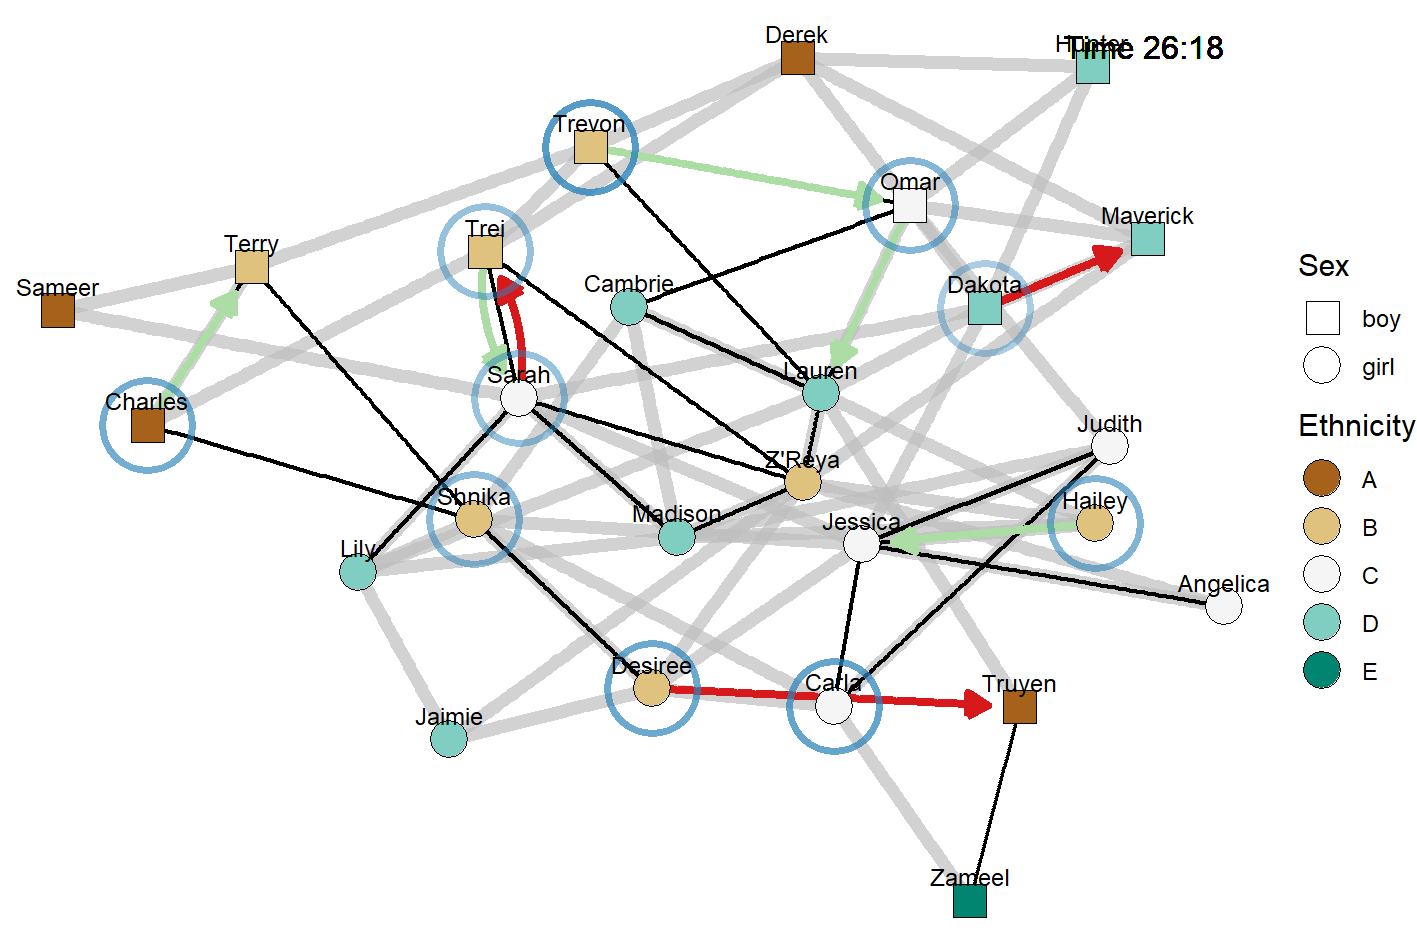 Derek
Hunter
Time 26:18
Trevon
Omar
Maverick
Trei
Terry
Cambrie
Dakota
Sameer
Lauren
Sarah
Charles
Judith
Z'Reya
Shnika
Madison
Jessica
Hailey
Lily
Angelica
Desiree
Carla
Truyen
Jaimie
Zameel
Sex
boy
girl
Ethnicity
A
B
C
D
E